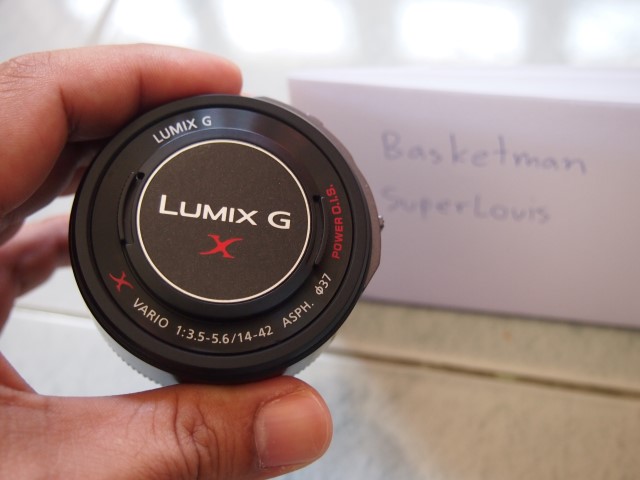 LUMIX G
LUMIX G
X
POWER O.I.S.
X VARIO 1:3.5-5.6/14-42 ASPH. ϕ37
Basketman
SuperLouis